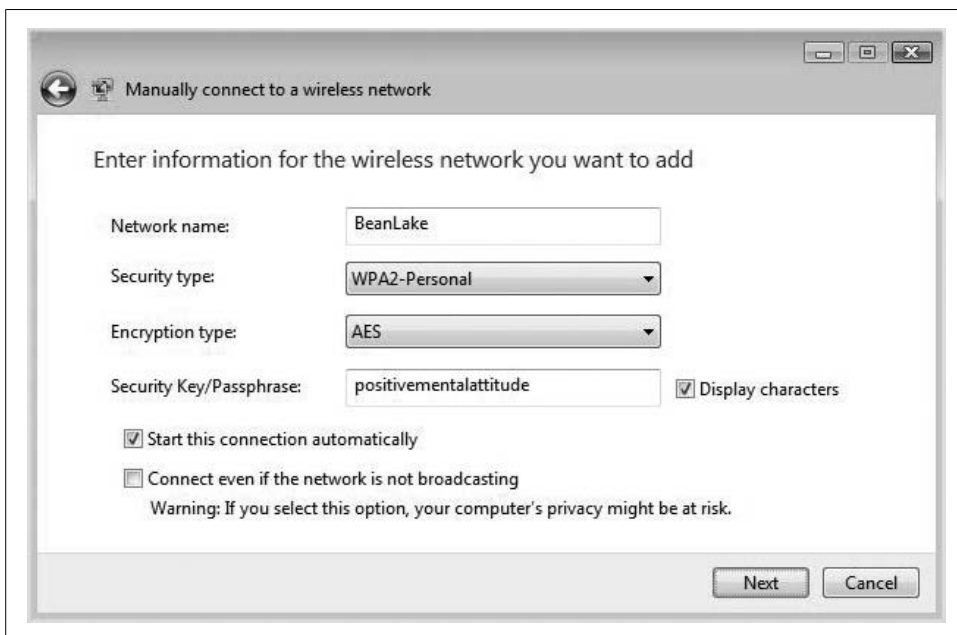 Manually connect to a wireless network
Enter information for the wireless network you want to add
Network name: BeanLake
Security type: WPA2-Personal
Encryption type: AES
Security Key/Passphrase: positivementalattitude Display characters
Start this connection automatically
Connect even if the network is not broadcasting
Warning: If you select this option, your computer's privacy might be at risk.
Next Cancel